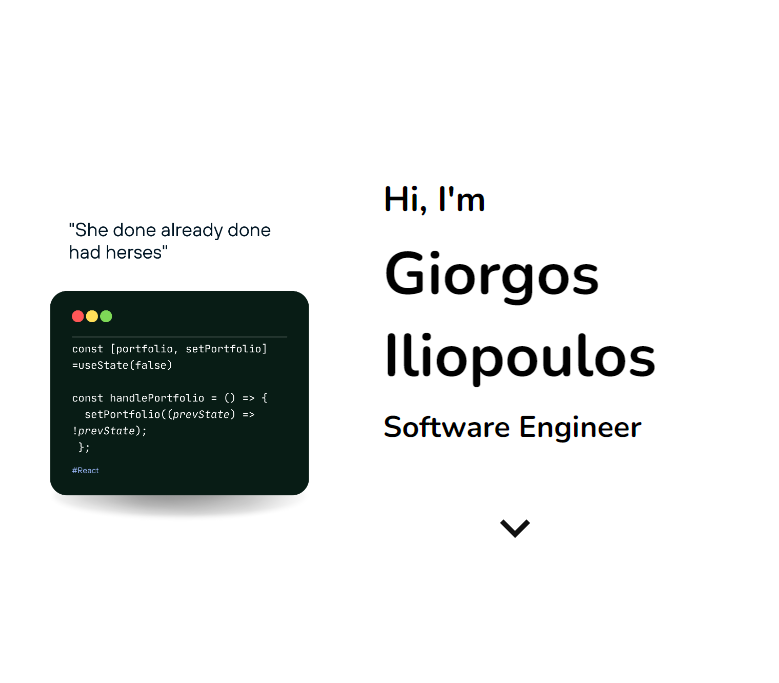 "She done already done
had herses"
const [portfolio, setPortfolio]
=useState(false)
const handlePortfolio = () => {
setPortfolio((prevState) =>
!prevState);
};
#React
Hi, I'm
Giorgos
Iliopoulos
Software Engineer